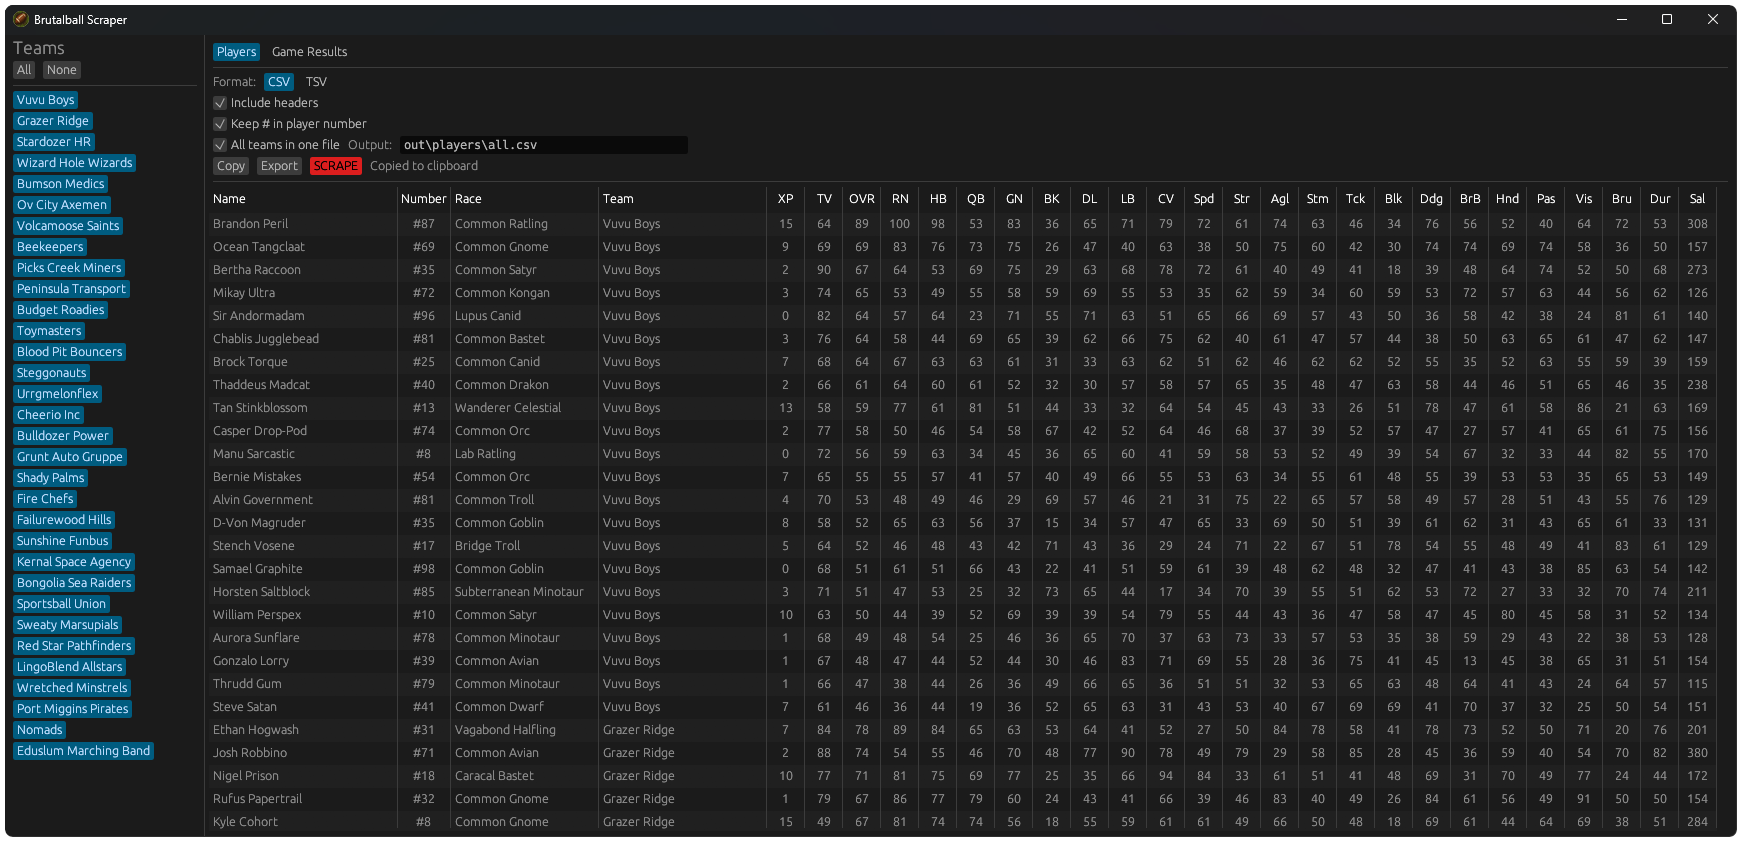 Brutalball Scraper
Teams
All None
Vuvu Boys
Grazer Ridge
Stardozer HR
Wizard Hole Wizards
Bumson Medics
Ov City Axemen
Volcamoose Saints
Beekeepers
Picks Creek Miners
Peninsula Transport
Budget Roadies
Toymasters
Blood Pit Bouncers
Steggonauts
Urrgmelonflex
Cheerio Inc
Bulldozer Power
Grunt Auto Gruppe
Shady Palms
Fire Chefs
Failurewood Hills
Sunshine Funbus
Kernal Space Agency
Bongolia Sea Raiders
Sportsball Union
Sweaty Marsupials
Red Star Pathfinders
LingoBlend Allstars
Wretched Minstrels
Port Miggins Pirates
Nomads
Eduslum Marching Band
Players Game Results
Format: CSV TSV
Include headers
Keep # in player number
All teams in one file Output: out\players\all.csv
Copy Export SCRAPE Copied to clipboard
Name Number Race Team XP TV OVR RN HB QB GN BK DL LB CV Spd Str Agl Stm Tck Blk Ddg BrB Hnd Pas Vis Bru Dur Sal
Brandon Peril #87 Common Ratling Vuvu Boys 15 64 89 100 98 53 83 36 65 71 79 72 61 74 63 46 34 76 56 52 40 64 72 53 308
Ocean Tangclaat #69 Common Gnome Vuvu Boys 9 69 69 83 76 73 75 26 47 40 63 38 50 75 60 42 30 74 74 69 74 58 36 50 157
Bertha Raccoon #35 Common Satyr Vuvu Boys 2 90 67 64 53 69 75 29 63 68 78 72 61 40 49 41 18 39 48 64 74 52 50 68 273
Mikay Ultra #72 Common Kongan Vuvu Boys 3 74 65 53 49 55 58 59 69 55 53 35 62 59 34 60 59 53 72 57 63 44 56 62 126
Sir Andormadam #96 Lupus Canid Vuvu Boys 0 82 64 57 64 23 71 55 71 63 51 65 66 69 57 43 50 36 58 42 38 24 81 61 140
Chablis Jugglebead #81 Common Bastet Vuvu Boys 3 76 64 58 44 69 65 39 62 66 75 62 40 61 47 57 44 38 50 63 65 61 47 62 147
Brock Torque #25 Common Canid Vuvu Boys 7 68 64 67 63 63 61 31 33 63 62 51 62 46 62 62 52 55 35 52 63 55 59 39 159
Thaddeus Madcat #40 Common Drakon Vuvu Boys 2 66 61 64 60 61 52 32 30 57 58 57 65 35 48 47 63 58 44 46 51 65 46 35 238
Tan Stinkblossom #13 Wanderer Celestial Vuvu Boys 13 58 59 77 61 81 51 44 33 32 64 54 45 43 33 26 51 78 47 61 58 86 21 63 169
Casper Drop-Pod #74 Common Orc Vuvu Boys 2 77 58 50 46 54 58 67 42 52 64 46 68 37 39 52 57 47 27 57 41 65 61 75 156
Manu Sarcastic #8 Lab Ratling Vuvu Boys 0 72 56 59 63 34 45 36 65 60 41 59 58 53 52 49 39 54 67 32 33 44 82 55 170
Bernie Mistakes #54 Common Orc Vuvu Boys 7 65 55 55 57 41 57 40 49 66 55 53 63 34 55 61 48 55 39 53 53 35 65 53 149
Alvin Government #81 Common Troll Vuvu Boys 4 70 53 48 49 46 29 69 57 46 21 31 75 22 65 57 58 49 57 28 51 43 55 76 129
D-Von Magruder #35 Common Goblin Vuvu Boys 8 58 52 65 63 56 37 15 34 57 47 65 33 69 50 51 39 61 62 31 43 65 61 33 131
Stench Vosene #17 Bridge Troll Vuvu Boys 5 64 52 46 48 43 42 71 43 36 29 24 71 22 67 51 78 54 55 48 49 41 83 61 129
Samael Graphite #98 Common Goblin Vuvu Boys 0 68 51 61 51 66 43 22 41 51 59 61 39 48 62 48 32 47 41 43 38 85 63 54 142
Horsten Saltblock #85 Subterranean Minotaur Vuvu Boys 3 71 51 47 53 25 32 73 65 44 17 34 70 39 55 51 62 53 72 27 33 32 70 74 211
William Perspex #10 Common Satyr Vuvu Boys 10 63 50 44 39 52 69 39 39 54 79 55 44 43 36 47 58 47 45 80 45 58 31 52 134
Aurora Sunflare #78 Common Minotaur Vuvu Boys 1 68 49 48 54 25 46 36 65 70 37 63 73 33 57 53 35 38 59 29 43 22 38 53 128
Gonzalo Lorry #39 Common Avian Vuvu Boys 1 67 48 47 44 52 44 30 46 83 71 69 55 28 36 75 41 45 13 45 38 65 31 51 154
Thrudd Gum #79 Common Minotaur Vuvu Boys 1 66 47 38 44 26 36 49 66 65 36 51 51 32 53 65 63 48 64 41 43 24 64 57 115
Steve Satan #41 Common Dwarf Vuvu Boys 7 61 46 36 44 19 36 52 65 63 31 43 53 40 67 69 69 41 70 37 32 25 50 54 151
Ethan Hogwash #31 Vagabond Halfling Grazer Ridge 7 84 78 89 84 65 63 53 64 41 52 27 50 84 78 58 41 78 73 52 50 71 20 76 201
Josh Robbino #71 Common Avian Grazer Ridge 2 88 74 54 55 46 70 48 77 90 78 49 79 29 58 85 28 45 36 59 40 54 70 82 380
Nigel Prison #18 Caracal Bastet Grazer Ridge 10 77 71 81 75 69 77 25 35 66 94 84 33 61 51 41 48 69 31 70 49 77 24 44 172
Rufus Papertrail #32 Common Gnome Grazer Ridge 1 79 67 86 77 79 60 24 43 41 66 39 46 83 40 49 26 84 61 56 49 91 50 50 154
Kyle Cohort #8 Common Gnome Grazer Ridge 15 49 67 81 74 74 56 18 55 59 61 61 49 66 50 48 18 69 61 44 64 69 38 51 284